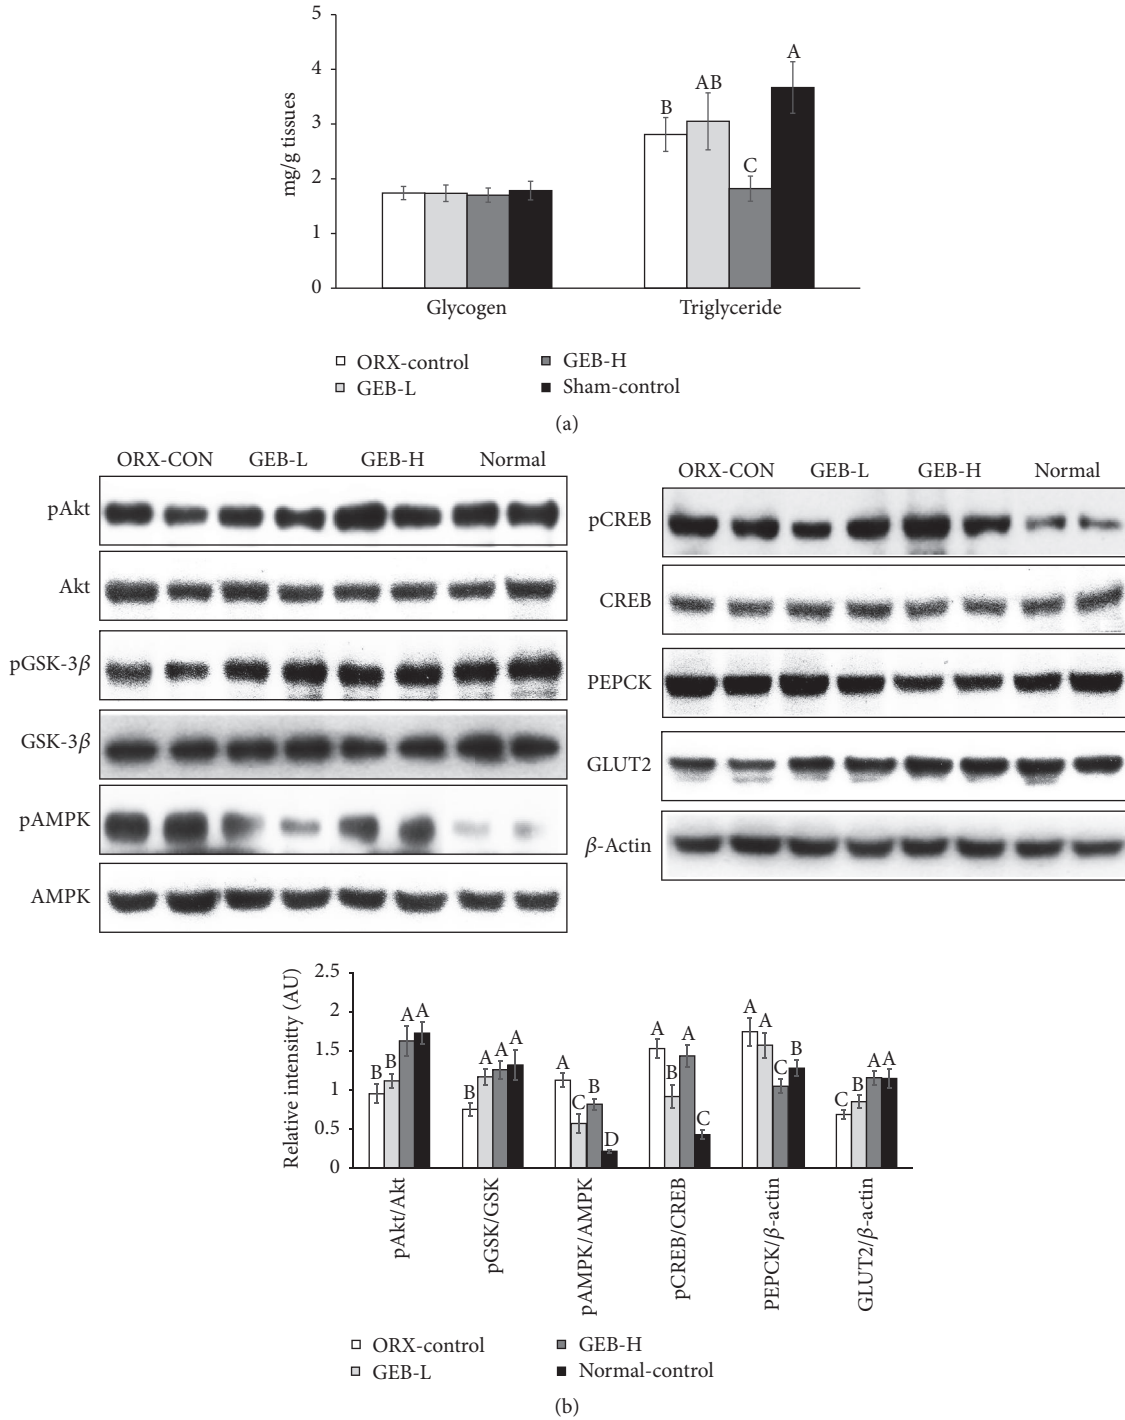 5
4
3
2
1
0
mg/g tissues
B
AB
C
A
Glycogen
Triglyceride
ORX-control
GEB-H
GEB-L
Sham-control
(a)
ORX-CON GEB-L GEB-H Normal
pAkt
Akt
pGSK-3β
GSK-3β
pAMPK
AMPK
ORX-CON GEB-L GEB-H Normal
pCREB
CREB
PEPCK
GLUT2
β-Actin
2.5
2
1.5
1
0.5
0
Relative intensitty (AU)
B B A A
B A A A
A C B D
A B A C
A A C B
C B A A
pAkt/Akt
pGSK/GSK
pAMPK/AMPK
pCREB/CREB
PEPCK/β-actin
GLUT2/β-actin
ORX-control
GEB-H
GEB-L
Normal-control
(b)